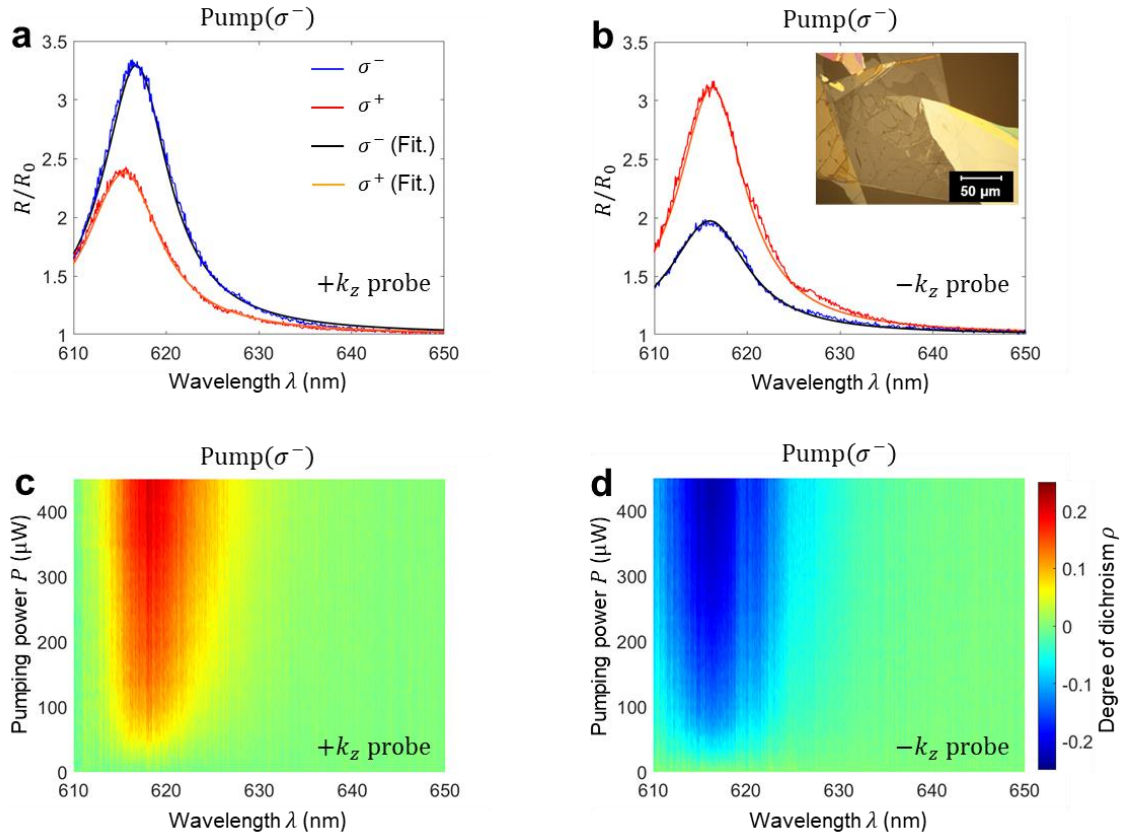 a
Pump(σ⁻)
3.5
3
2.5
2
1.5
1
R/R₀
σ⁻
σ⁺
σ⁻ (Fit.)
σ⁺ (Fit.)
+k_z probe
610 620 630 640 650
Wavelength λ (nm)
b
Pump(σ⁻)
3.5
3
2.5
2
1.5
1
R/R₀
50 µm
−k_z probe
610 620 630 640 650
Wavelength λ (nm)
c
Pump(σ⁻)
400
300
200
100
0
Pumping power P (µW)
+k_z probe
610 620 630 640 650
Wavelength λ (nm)
d
Pump(σ⁻)
400
300
200
100
0
Pumping power P (µW)
−k_z probe
610 620 630 640 650
Wavelength λ (nm)
0.2
0.1
0
-0.1
-0.2
Degree of dichroism ρ